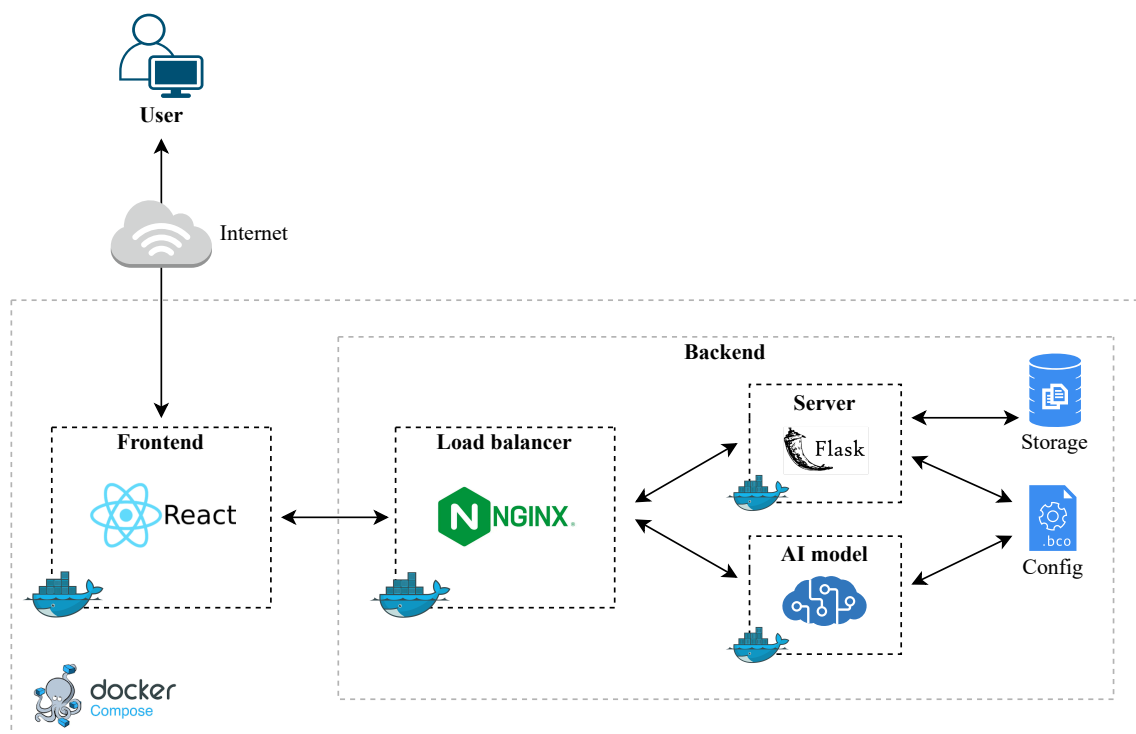 User
Internet
Backend
Frontend
React
Load balancer
NGINX
Server
Flask
Storage
AI model
.bco
Config
docker
Compose